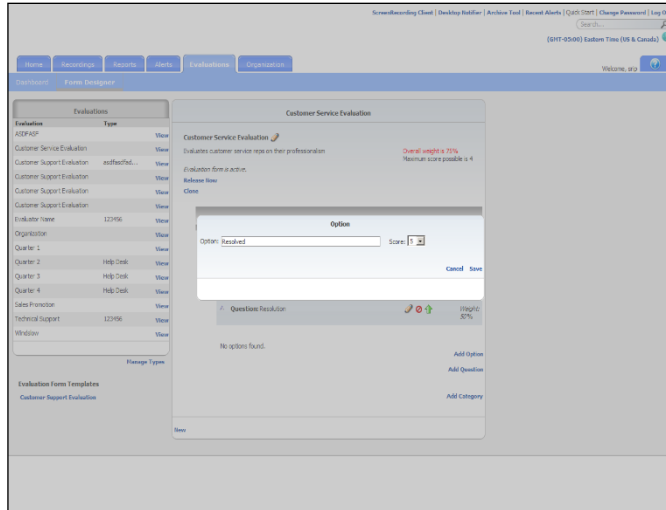 ScreenRecording Client | Desktop Notifier | Archive Tool | Recent Alerts | Quick Start | Change Password | Log
Search...
(GMT-05:00) Eastern Time (US & Canada)
Home Recordings Reports Alerts Evaluations Organization
Welcome,
Dashboard Form Designer
Evaluations
Evaluation Type
ASDFASF View
Customer Service Evaluation View
Customer Support Evaluation asdfasdfasd... View
Customer Support Evaluation View
Customer Support Evaluation View
Customer Support Evaluation View
Evaluator Name 123456 View
Organization View
Quarter 1 View
Quarter 2 Help Desk View
Quarter 3 Help Desk View
Quarter 4 Help Desk View
Sales Promotion View
Technical Support 123456 View
Window View
Manage Types
Evaluation Form Templates
Customer Support Evaluation
Customer Service Evaluation
Customer Service Evaluation
Evaluates customer service reps on their professionalism
Overall weight is 75%
Maximum score possible is 4
Evaluation form is active.
Release Now
Clone
Option
Option: Resolved Score: 5
Cancel Save
Question: Resolution
Weight:
50%
No options found.
Add Option
Add Question
Add Category
New